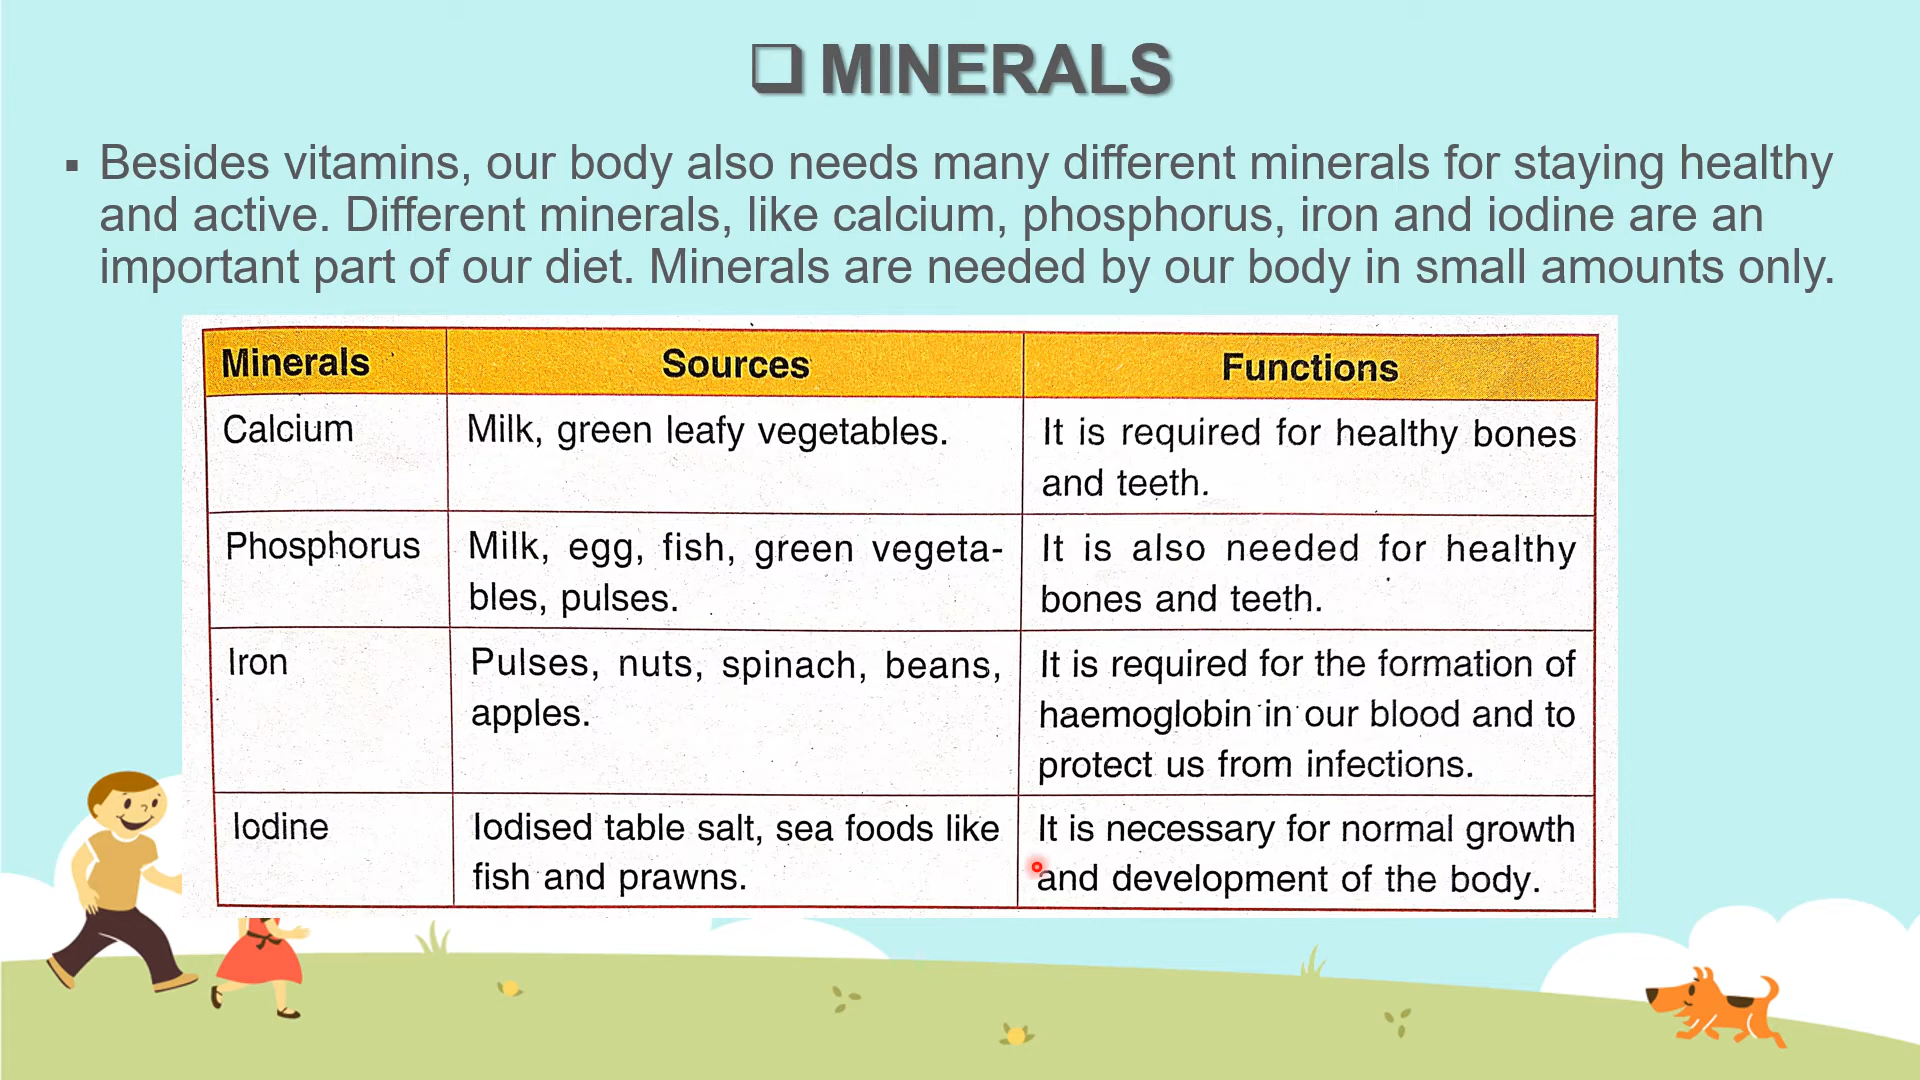 ❑ MINERALS
▪ Besides vitamins, our body also needs many different minerals for staying healthy
and active. Different minerals, like calcium, phosphorus, iron and iodine are an
important part of our diet. Minerals are needed by our body in small amounts only.
Minerals Sources Functions
Calcium Milk, green leafy vegetables. It is required for healthy bones
and teeth.
Phosphorus Milk, egg, fish, green vegeta- It is also needed for healthy
bles, pulses. bones and teeth.
Iron Pulses, nuts, spinach, beans, It is required for the formation of
apples. haemoglobin in our blood and to
protect us from infections.
Iodine Iodised table salt, sea foods like It is necessary for normal growth
fish and prawns. and development of the body.